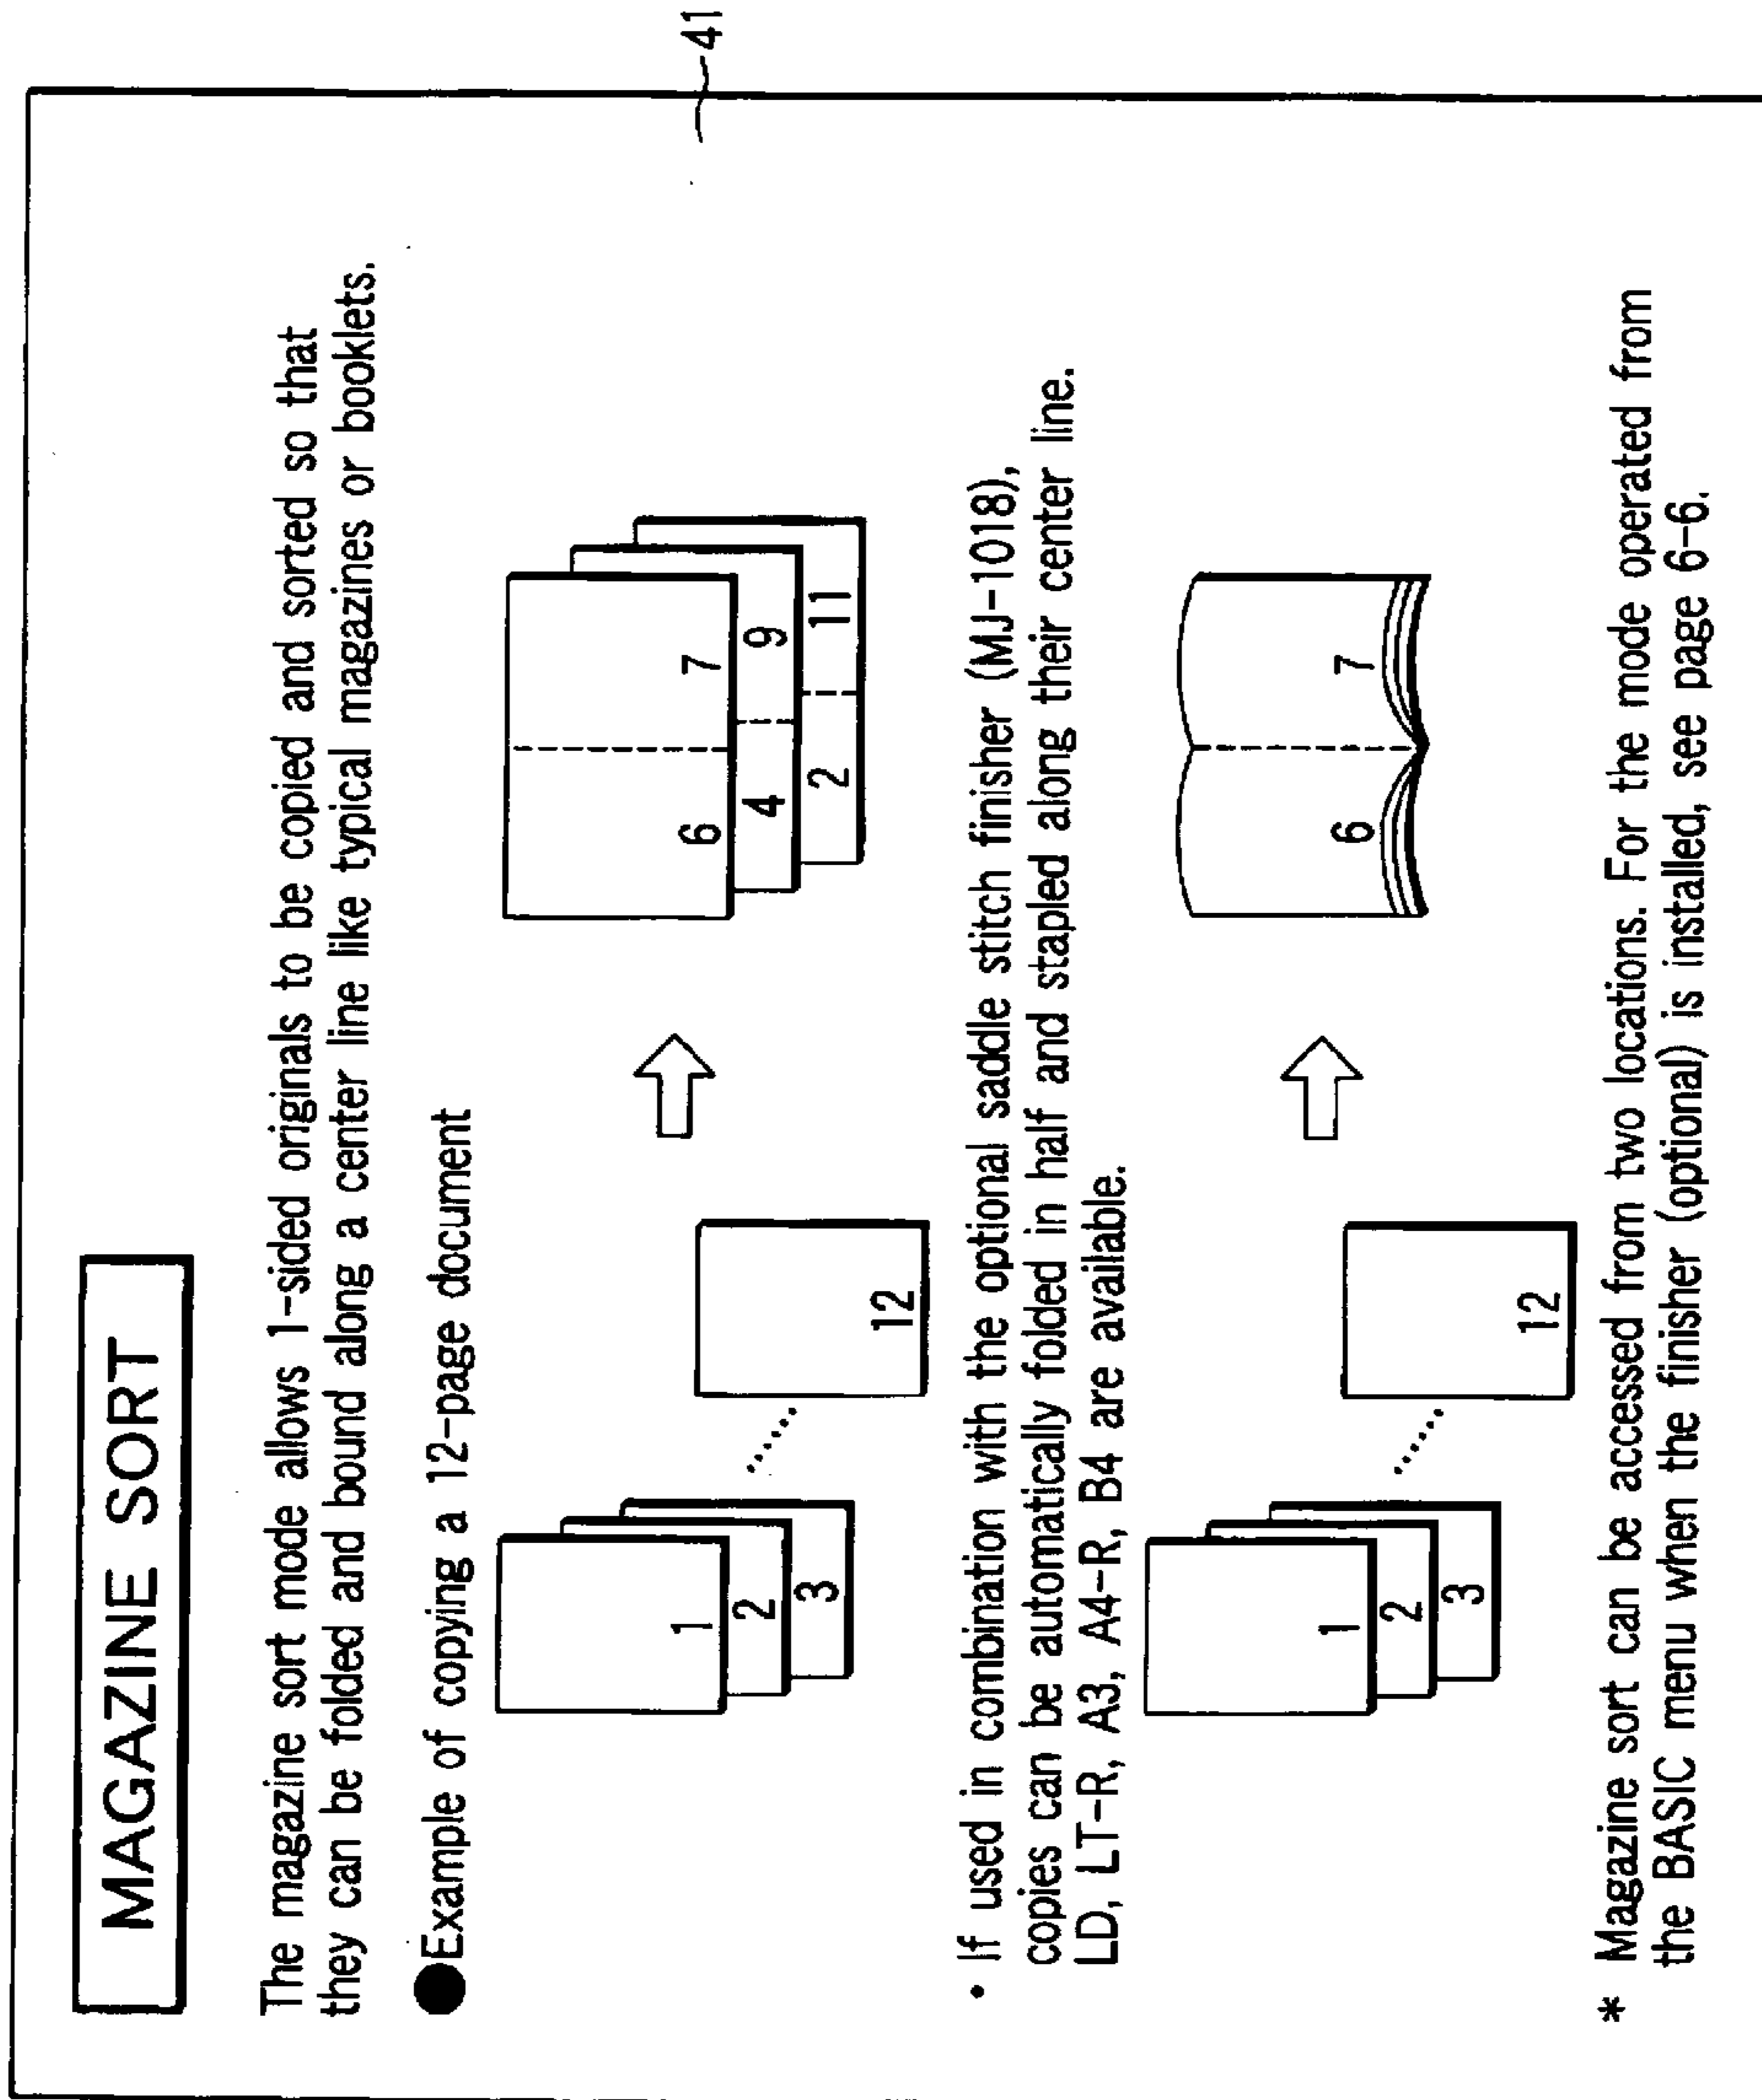 MAGAZINE SORT
41
The magazine sort mode allows 1-sided originals to be copied and sorted so that
they can be folded and bound along a center line like typical magazines or booklets.
●Example of copying a 12-page document
1
2
3
12
6 7
4 9
2 11
• If used in combination with the optional saddle stitch finisher (MJ-1018),
copies can be automatically folded in half and stapled along their center line.
LD, LT-R, A3, A4-R, B4 are available.
1
2
3
12
6 7
* Magazine sort can be accessed from two locations. For the mode operated from
the BASIC menu when the finisher (optional) is installed, see page 6-6.